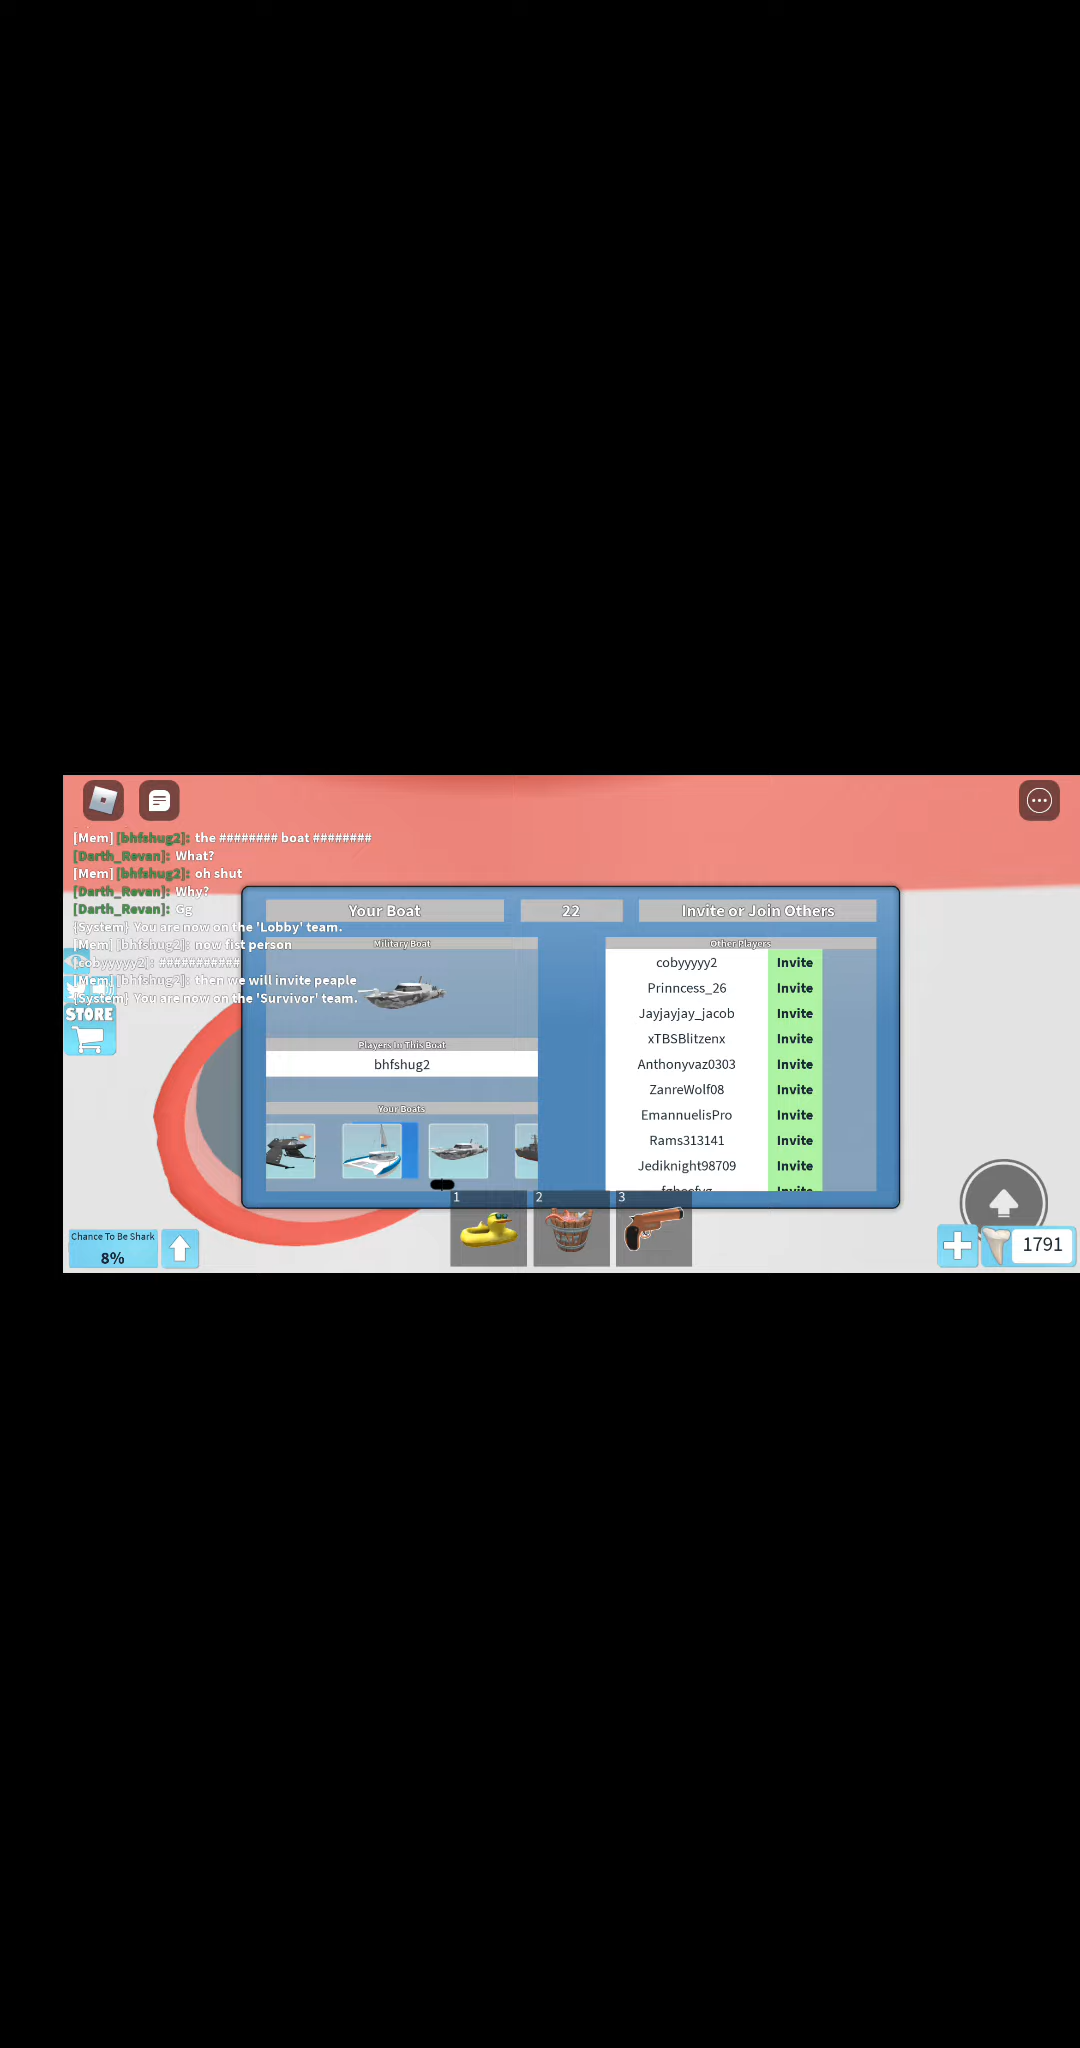 [Mem] [bhfshug2]: the ######## boat ########
[Darth_Revan]: What?
[Mem] [bhfshug2]: oh shut
[Darth_Revan]: Why?
[Darth_Revan]: Gg
{System} You are now on the 'Lobby' team.
[Mem] [bhfshug2]: now fist person
[cobyyyyy2]: ###########
[Mem] [bhfshug2]: then we will invite peaple
{System} You are now on the 'Survivor' team.
STORE
Your Boat
22
Invite or Join Others
Military Boat
Players In This Boat
bhfshug2
Your Boats
Other Players
cobyyyyy2 Invite
Prinncess_26 Invite
Jayjayjay_jacob Invite
xTBSBlitzenx Invite
Anthonyvaz0303 Invite
ZanreWolf08 Invite
EmannuelisPro Invite
Rams313141 Invite
Jediknight98709 Invite
Invite
1
2
3
Chance To Be Shark
8%
1791